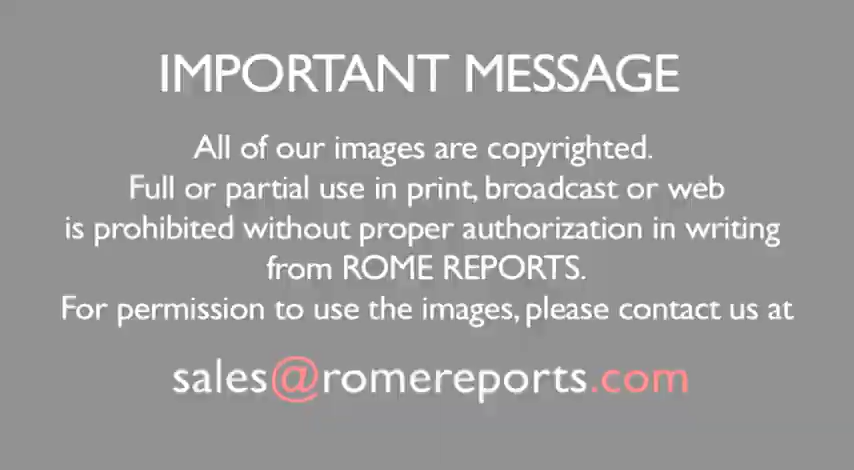 IMPORTANT MESSAGE
All of our images are copyrighted.
Full or partial use in print, broadcast or web
is prohibited without proper authorization in writing
from ROME REPORTS.
For permission to use the images, please contact us at
sales@romereports.com